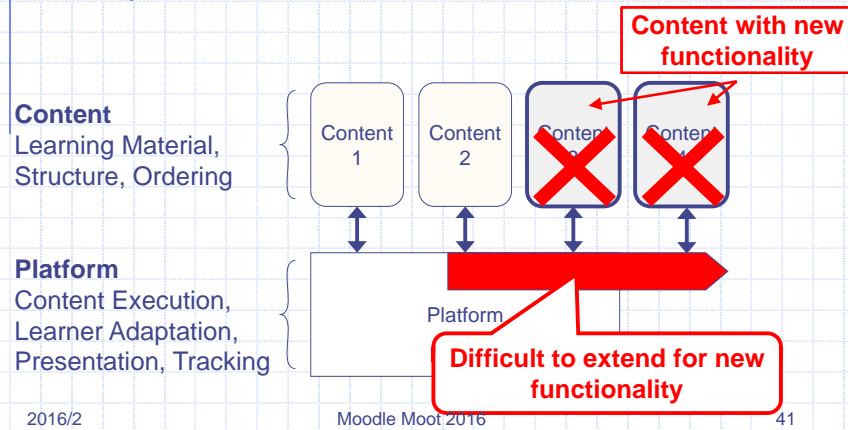 Content with new
functionality
Content
Learning Material,
Structure, Ordering
Content
1
Content
2
Platform
Content Execution,
Learner Adaptation,
Presentation, Tracking
Platform
Difficult to extend for new
functionality
2016/2
Moodle Moot 2016
41